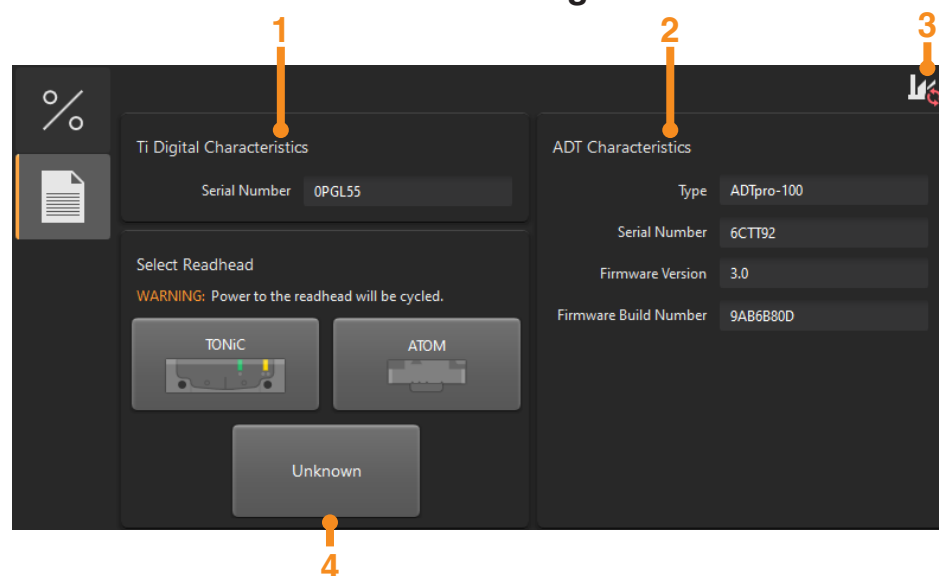 1
2
3
%
Ti Digital Characteristics
Serial Number 0PGL55
ADT Characteristics
Type ADTpro-100
Serial Number 6CTT92
Firmware Version 3.0
Firmware Build Number 9AB6B80D
Select Readhead
WARNING: Power to the readhead will be cycled.
TONiC
ATOM
Unknown
4